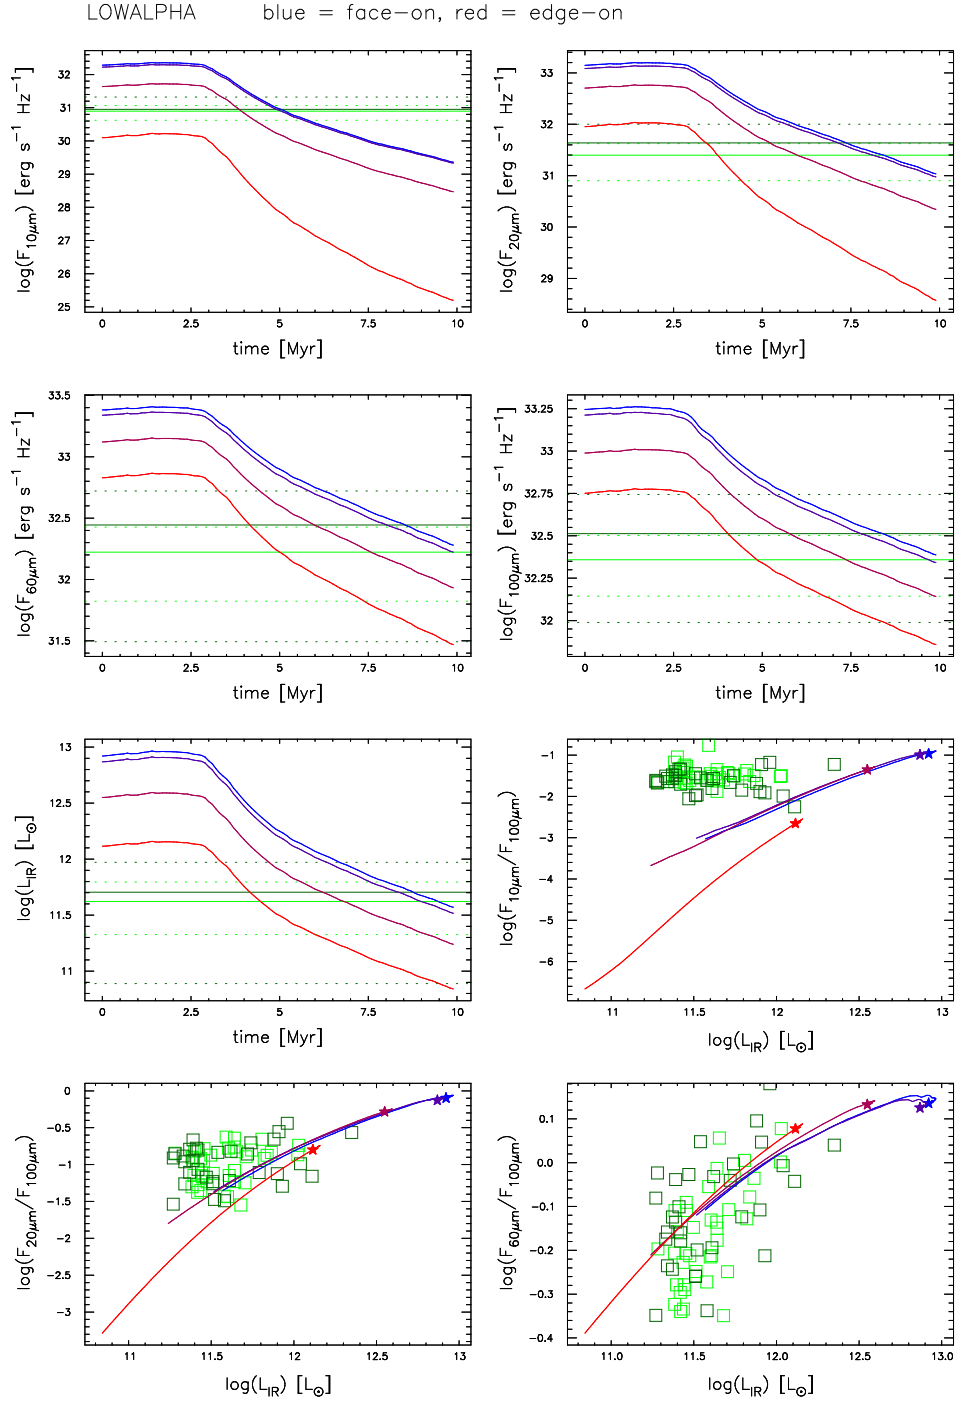 LOWALPHA blue = face-on, red = edge-on
log(F10μm) [erg s−1 Hz−1]
32
31
30
29
28
27
26
25
0 2.5 5 7.5 10
time [Myr]
log(F20μm) [erg s−1 Hz−1]
33
32
31
30
29
0 2.5 5 7.5 10
time [Myr]
log(F60μm) [erg s−1 Hz−1]
33.5
33
32.5
32
31.5
0 2.5 5 7.5 10
time [Myr]
log(F100μm) [erg s−1 Hz−1]
33.25
33
32.75
32.5
32.25
32
0 2.5 5 7.5 10
time [Myr]
log(LIR) [L⊙]
13
12.5
12
11.5
11
0 2.5 5 7.5 10
time [Myr]
log(F10μm/F100μm)
-1
-2
-3
-4
-5
-6
11 11.5 12 12.5 13
log(LIR) [L⊙]
log(F20μm/F100μm)
0
-0.5
-1
-1.5
-2
-2.5
-3
11 11.5 12 12.5 13
log(LIR) [L⊙]
log(F60μm/F100μm)
0.1
0.0
-0.1
-0.2
-0.3
-0.4
11.0 11.5 12.0 12.5 13.0
log(LIR) [L⊙]